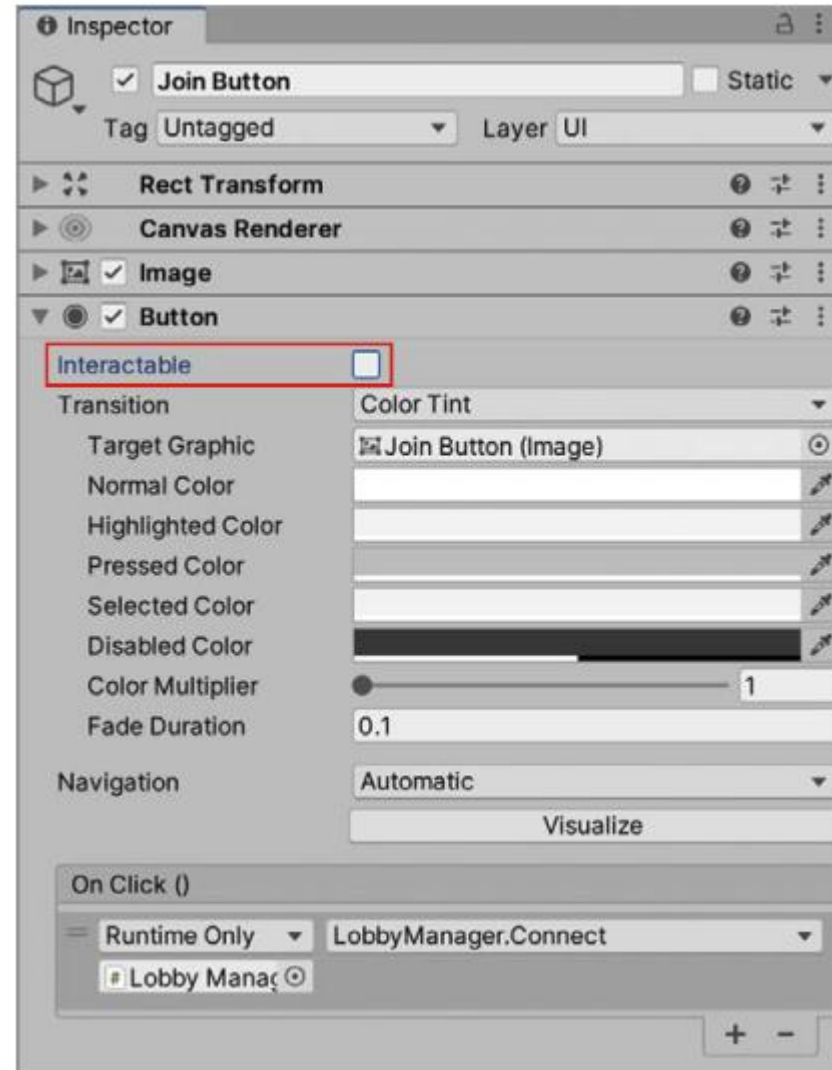 Inspector
Join Button Static
Tag Untagged Layer UI
Rect Transform
Canvas Renderer
Image
Button
Interactable
Transition Color Tint
Target Graphic Join Button (Image)
Normal Color
Highlighted Color
Pressed Color
Selected Color
Disabled Color
Color Multiplier 1
Fade Duration 0.1
Navigation Automatic
Visualize
On Click ()
Runtime Only LobbyManager.Connect
# Lobby Manag
+ -